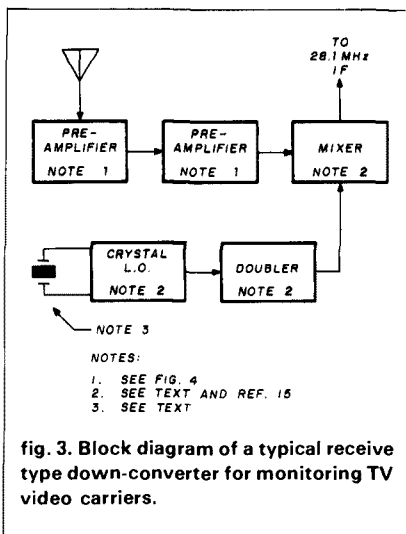 TO
28.1 MHz
IF
PRE-
AMPLIFIER
NOTE 1
PRE-
AMPLIFIER
NOTE 1
MIXER
NOTE 2
CRYSTAL
L.O.
NOTE 2
DOUBLER
NOTE 2
NOTE 3
NOTES:
1. SEE FIG. 4
2. SEE TEXT AND REF. 15
3. SEE TEXT
fig. 3. Block diagram of a typical receive
type down-converter for monitoring TV
video carriers.